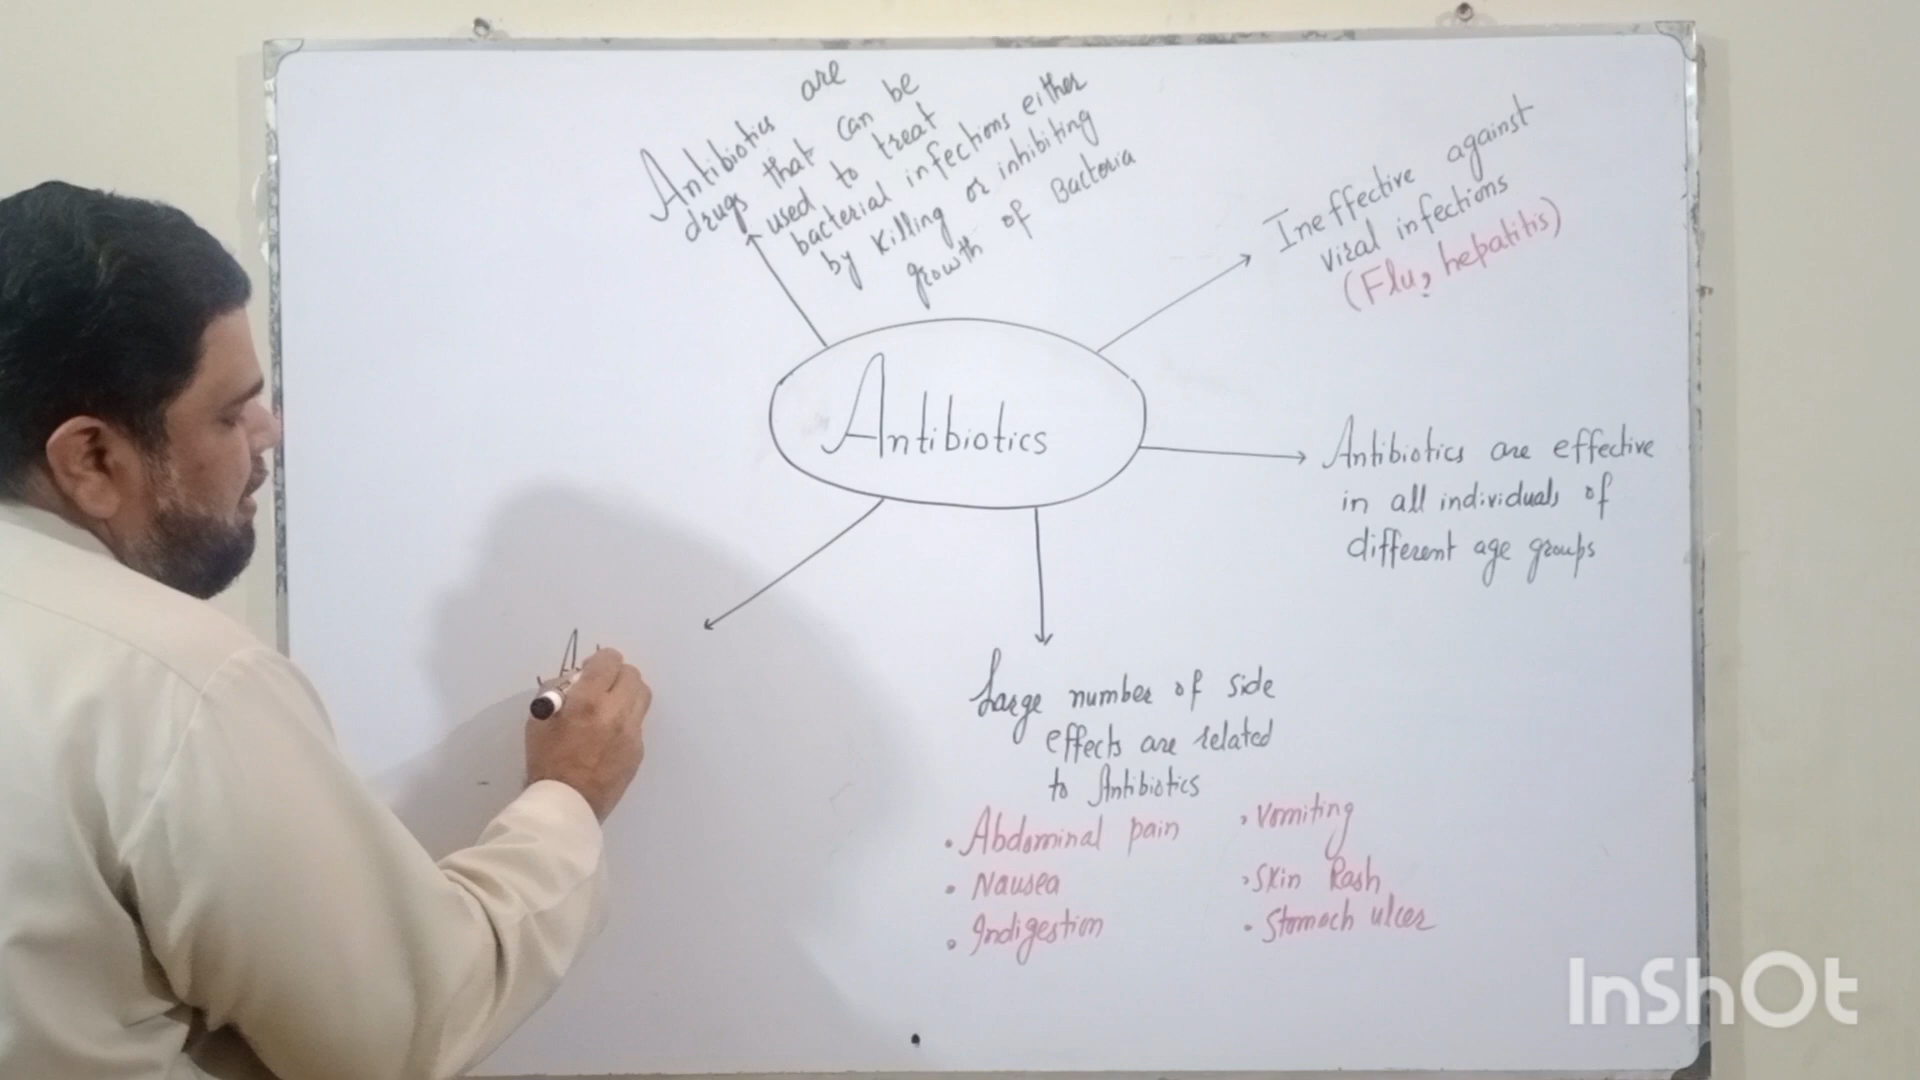 Antibiotics are
drugs that can be
used to treat
bacterial infections either
by killing or inhibiting
growth of Bacteria
Ineffective against
viral infections
(Flu, hepatitis)
Antibiotics
Antibiotics are effective
in all individuals of
different age groups
A
Large number of side
effects are related
to Antibiotics
• Abdominal pain
• Nausea
• Indigestion
• Vomiting
• Skin Rash
• Stomach ulcer
InShOt